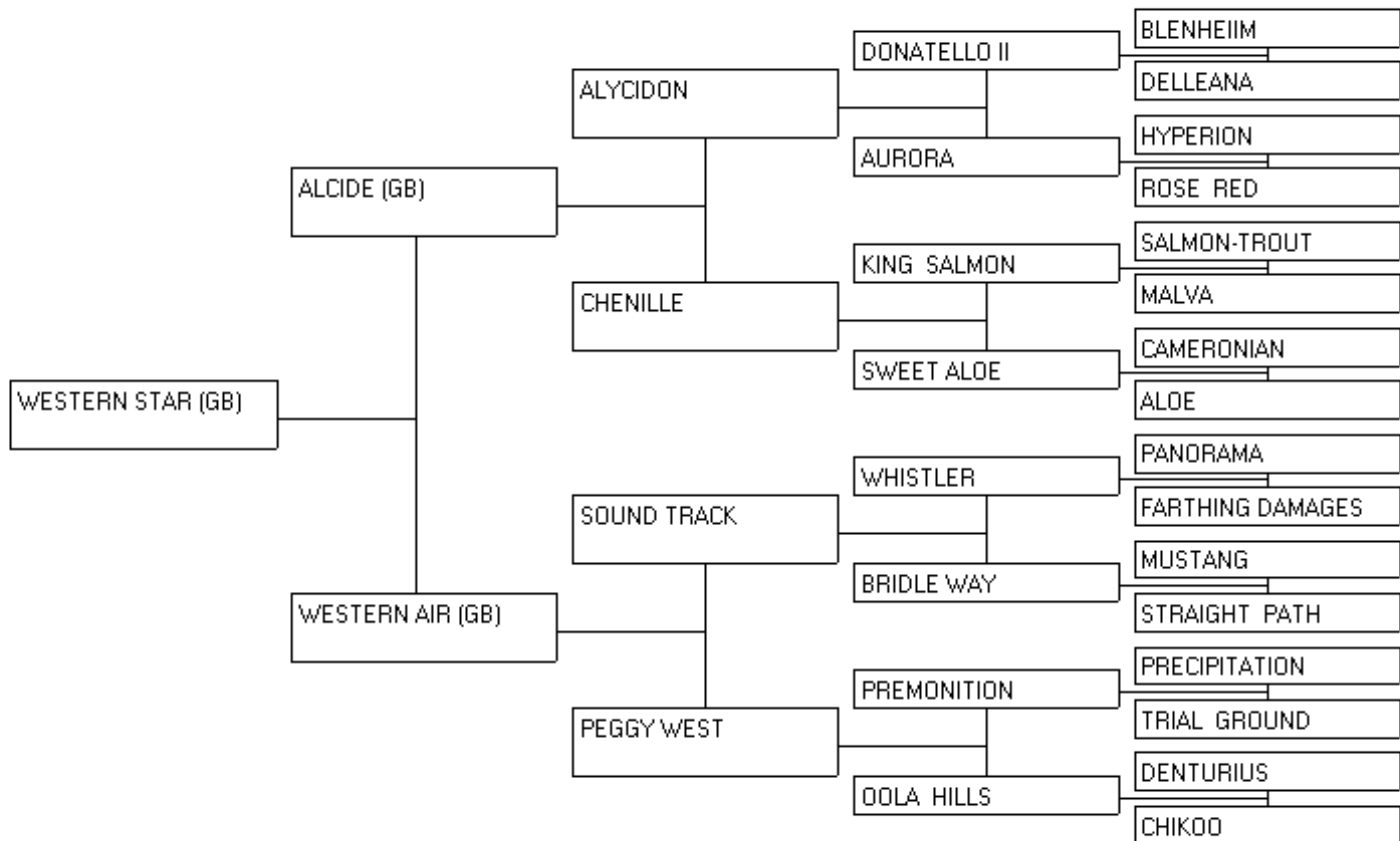 BLENHEIIM
DONATELLO II
DELLEANA
ALYCIDON
HYPERION
AURORA
ROSE RED
ALCIDE (GB)
SALMON-TROUT
KING SALMON
MALVA
CHENILLE
CAMERONIAN
SWEET ALOE
ALOE
WESTERN STAR (GB)
PANORAMA
WHISTLER
FARTHING DAMAGES
SOUND TRACK
MUSTANG
BRIDLE WAY
STRAIGHT PATH
WESTERN AIR (GB)
PRECIPITATION
PREMONITION
TRIAL GROUND
PEGGY WEST
DENTURIUS
OOLA HILLS
CHIKOO